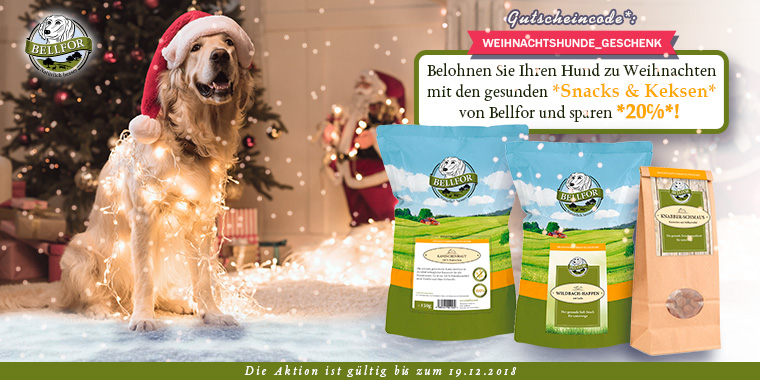 Gutscheincode*:
WEIHNACHTSHUNDE_GESCHENK
Belohnen Sie Ihren Hund zu Weihnachten
mit den gesunden *Snacks & Keksen*
von Bellfor und sparen *20%*!
BELLFOR
BELLFOR
BELLFOR
KANINCHENHAUT
WILDBACH-HAPPEN
KNABBER-SCHMAUS
Die Aktion ist gültig bis zum 19.12.2018